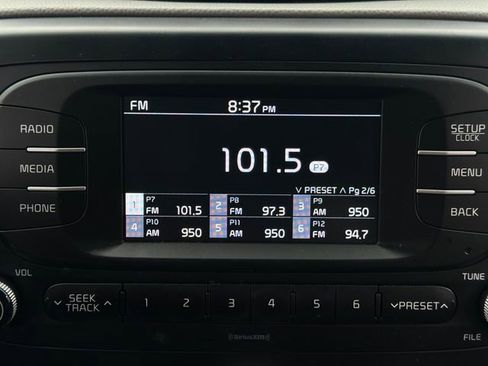 FM 8:37PM
RADIO
SETUP
CLOCK
101.5 P7
MEDIA
MENU
PRESET Pg 2/6
1 P7 FM 101.5 2 P8 FM 97.3 3 P9 AM 950
PHONE
BACK
4 P10 AM 950 5 P11 AM 950 6 P12 FM 94.7
VOL
TUNE
SEEK
TRACK
1 2 3 4 5 6
PRESET
FILE
SiriusXM